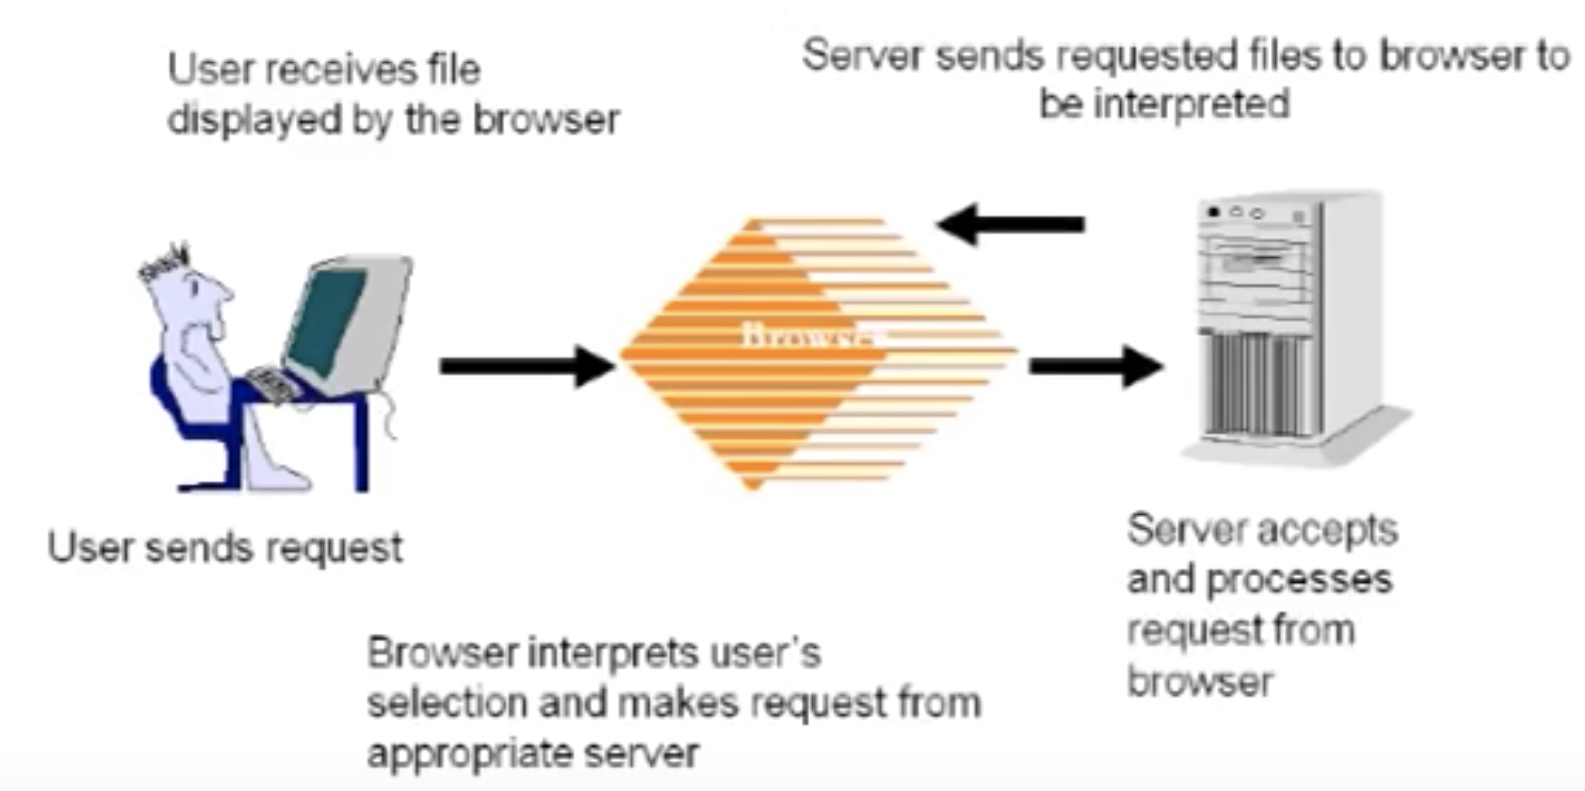 User receives file
displayed by the browser
Server sends requested files to browser to
be interpreted
Browser
User sends request
Server accepts
and processes
request from
browser
Browser interprets user's
selection and makes request from
appropriate server